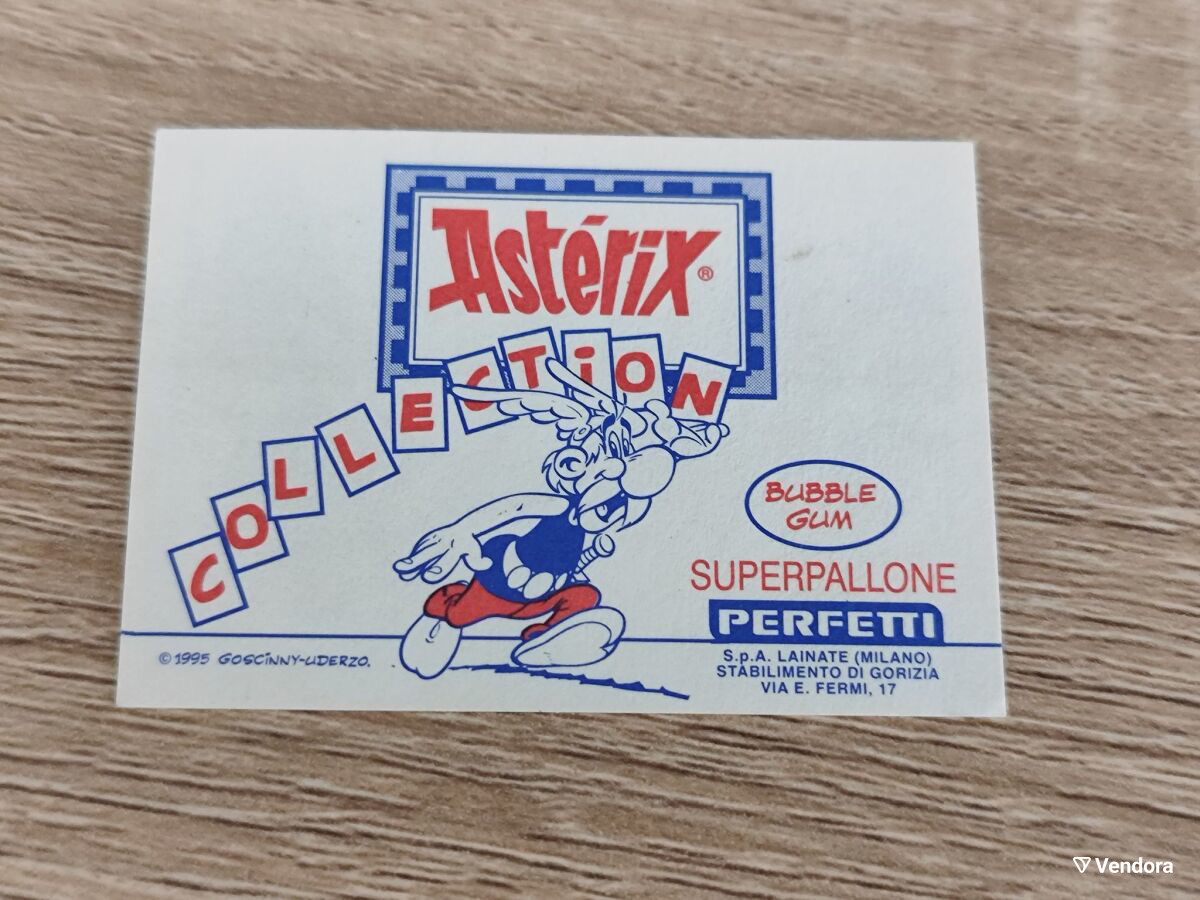 Astérix®
COLLECTiON
BUBBLE
GUM
SUPERPALLONE
PERFETTI
S.p.A. LAINATE (MILANO)
STABILIMENTO DI GORIZIA
VIA E. FERMI, 17
© 1995 GOSCiNNY-UDERZO.
Vendora